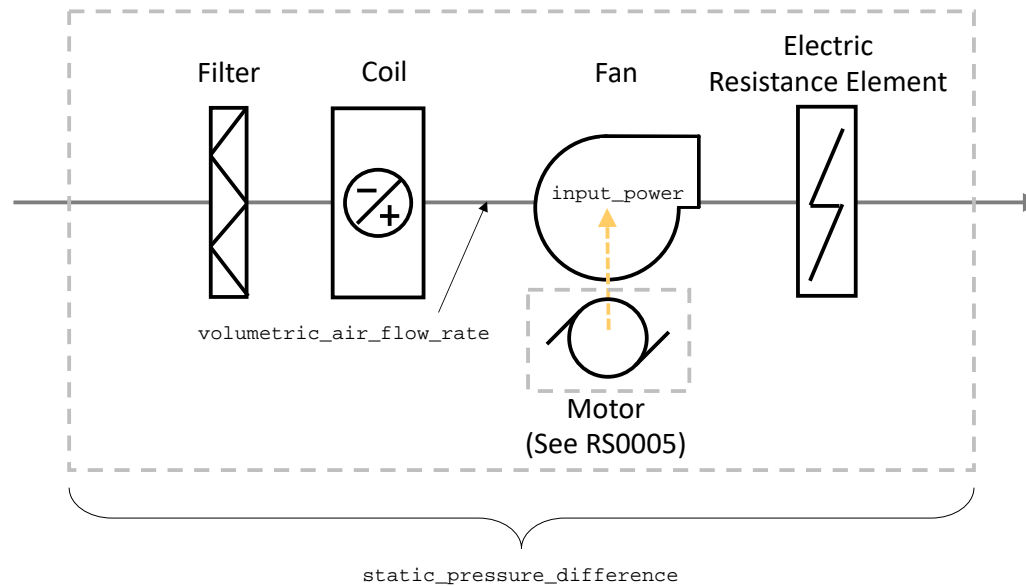 Filter
Coil
Fan
Electric
Resistance Element
input_power
volumetric_air_flow_rate
Motor
(See RS0005)
static_pressure_difference